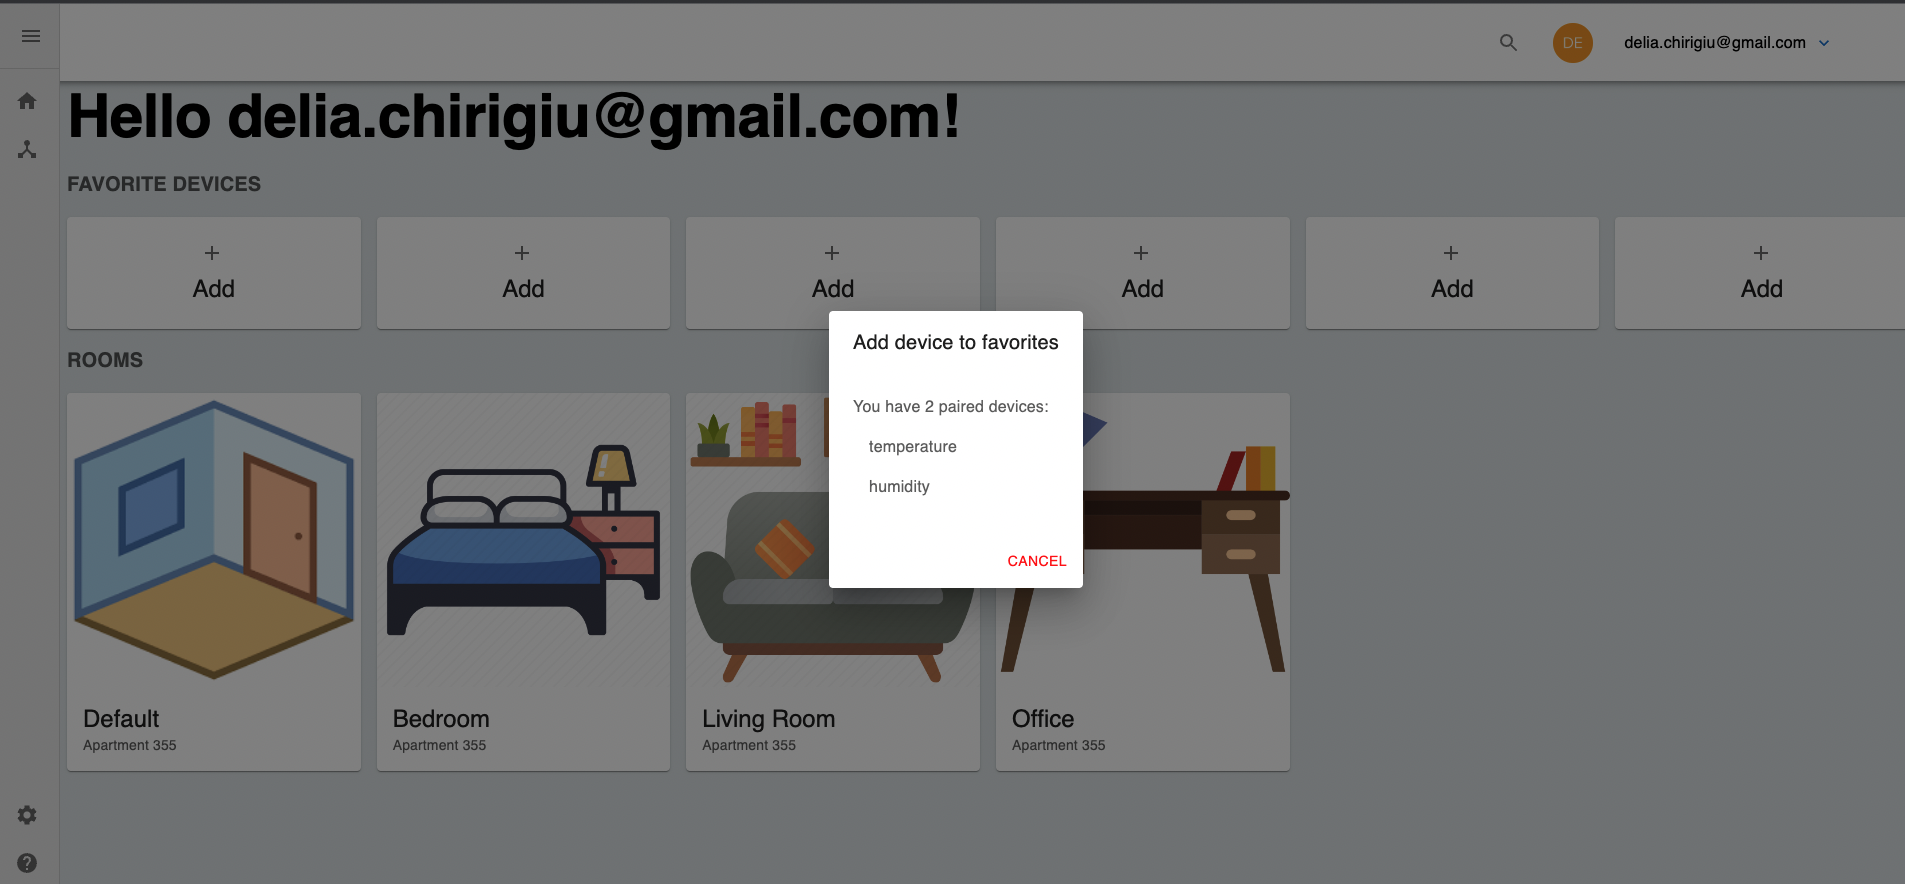 DE
delia.chirigiu@gmail.com
Hello delia.chirigiu@gmail.com!
FAVORITE DEVICES
Add
Add
Add
Add
Add
Add
Add device to favorites
You have 2 paired devices:
temperature
humidity
CANCEL
ROOMS
Default
Apartment 355
Bedroom
Apartment 355
Living Room
Apartment 355
Office
Apartment 355